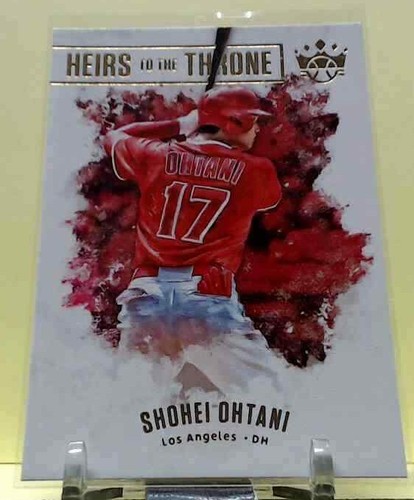 HEIRS TO THE THRONE
OHTANI
17
SHOHEI OHTANI
Los Angeles • DH